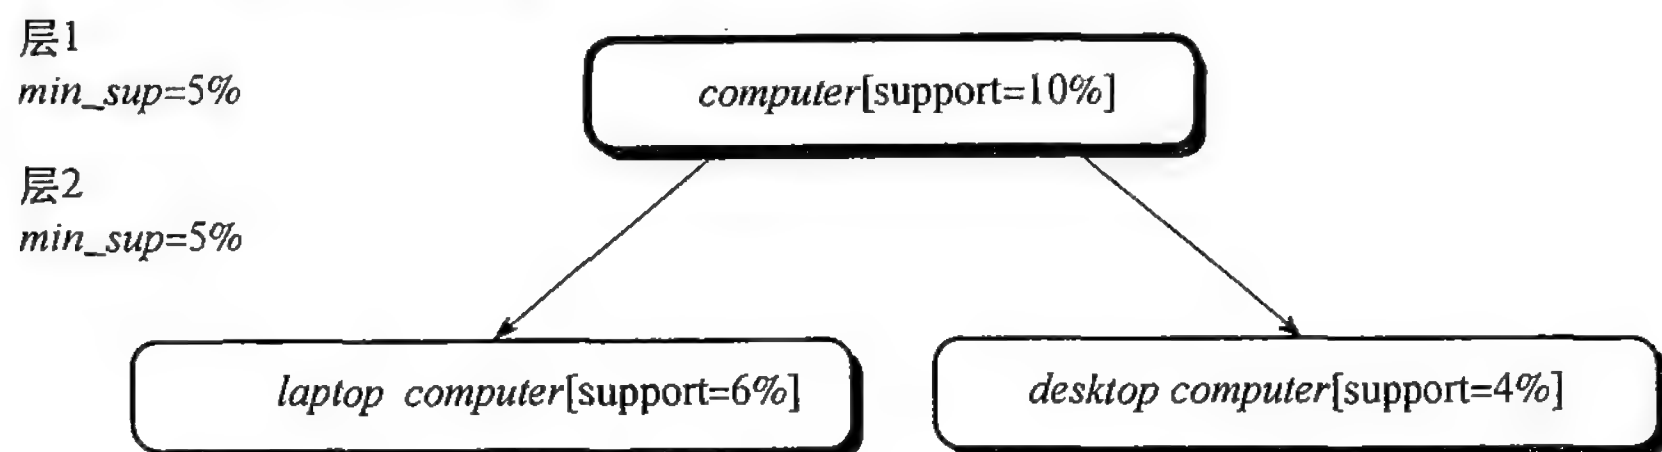 层1
min_sup=5%
computer[support=10%]
层2
min_sup=5%
laptop computer[support=6%]
desktop computer[support=4%]